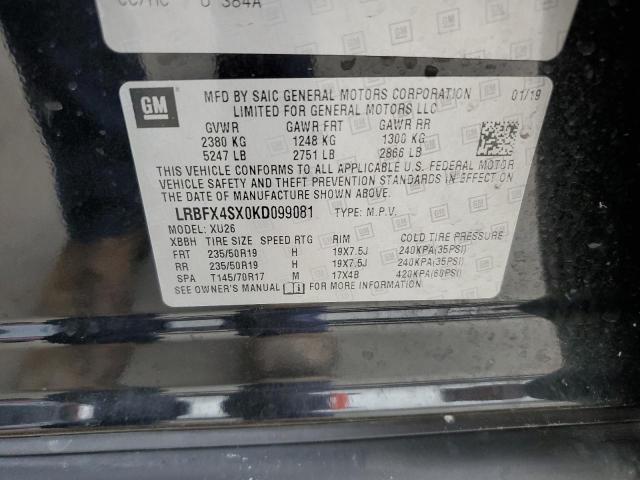 GM
MFD BY SAIC GENERAL MOTORS CORPORATION 01/19
LIMITED FOR GENERAL MOTORS LLC
GVWR GAWR FRT GAWR RR
2380 KG 1248 KG 1300 KG
5247 LB 2751 LB 2866 LB
THIS VEHICLE CONFORMS TO ALL APPLICABLE U.S. FEDERAL MOTOR
VEHICLE SAFETY AND THEFT PREVENTION STANDARDS IN EFFECT ON THE
DATE OF MANUFACTURE SHOWN ABOVE.
LRBFX4SX0KD099081 TYPE: M.P.V.
MODEL: XU26
XBBH TIRE SIZE SPEED RTG RIM COLD TIRE PRESSURE
FRT 235/50R19 H 19X7.5J 240KPA(35PSI)
RR 235/50R19 H 19X7.5J 240KPA(35PSI)
SPA T145/70R17 M 17X4B 420KPA(60PSI)
SEE OWNER'S MANUAL FOR MORE INFORMATION.